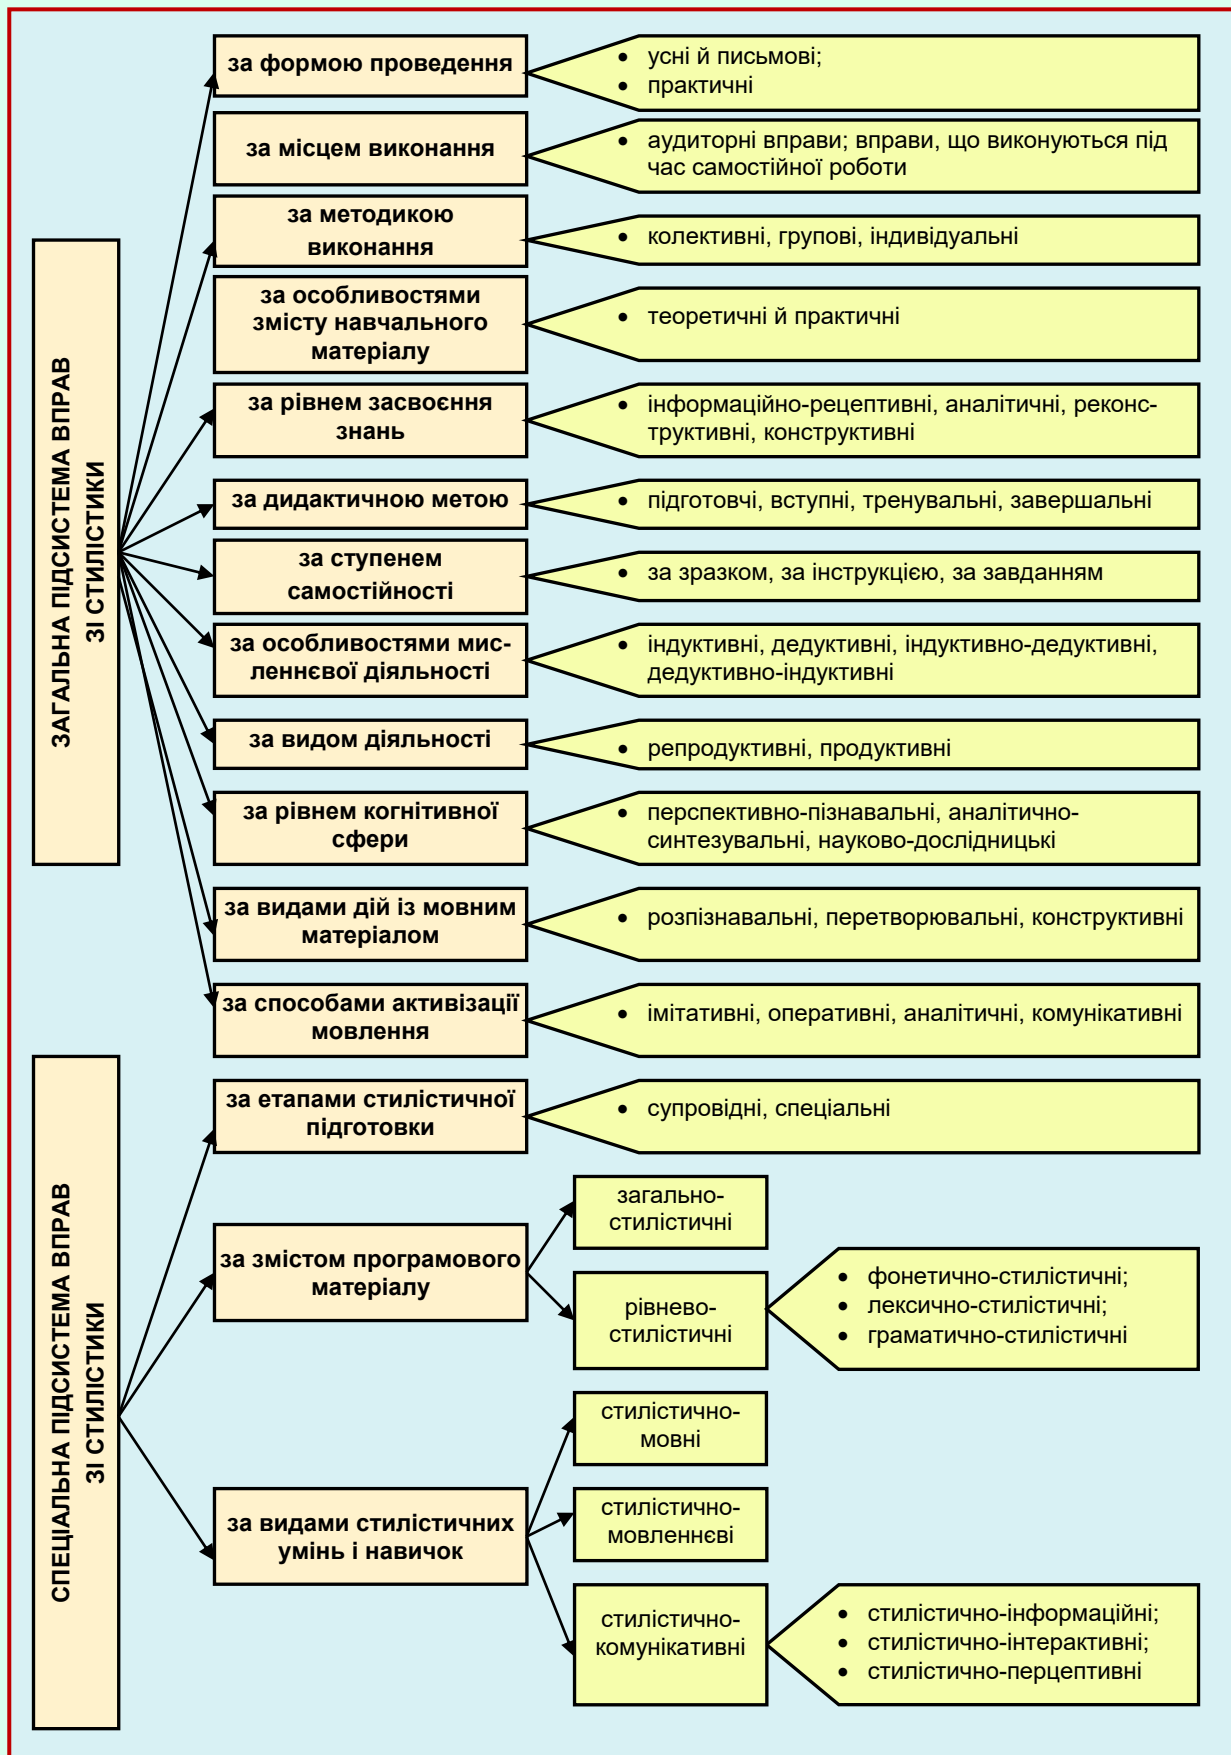 за формою проведення
• усні й письмові;
• практичні
за місцем виконання
• аудиторні вправи; вправи, що виконуються під
час самостійної роботи
за методикою
виконання
• колективні, групові, індивідуальні
за особливостями
змісту навчального
матеріалу
• теоретичні й практичні
за рівнем засвоєння
знань
• інформаційно-рецептивні, аналітичні, реконс-
труктивні, конструктивні
за дидактичною метою
• підготовчі, вступні, тренувальні, завершальні
за ступенем
самостійності
• за зразком, за інструкцією, за завданням
за особливостями мис-
леннєвої діяльності
• індуктивні, дедуктивні, індуктивно-дедуктивні,
дедуктивно-індуктивні
за видом діяльності
• репродуктивні, продуктивні
за рівнем когнітивної
сфери
• перспективно-пізнавальні, аналітично-
синтезувальні, науково-дослідницькі
за видами дій із мовним
матеріалом
• розпізнавальні, перетворювальні, конструктивні
за способами активізації
мовлення
• імітативні, оперативні, аналітичні, комунікативні
ЗАГАЛЬНА ПІДСИСТЕМА ВПРАВ
ЗІ СТИЛІСТИКИ
за етапами стилістичної
підготовки
• супровідні, спеціальні
за змістом програмового
матеріалу
загально-
стилістичні
рівнево-
стилістичні
• фонетично-стилістичні;
• лексично-стилістичні;
• граматично-стилістичні
за видами стилістичних
умінь і навичок
стилістично-
мовні
стилістично-
мовленнєві
стилістично-
комунікативні
• стилістично-інформаційні;
• стилістично-інтерактивні;
• стилістично-перцептивні
СПЕЦІАЛЬНА ПІДСИСТЕМА ВПРАВ
ЗІ СТИЛІСТИКИ